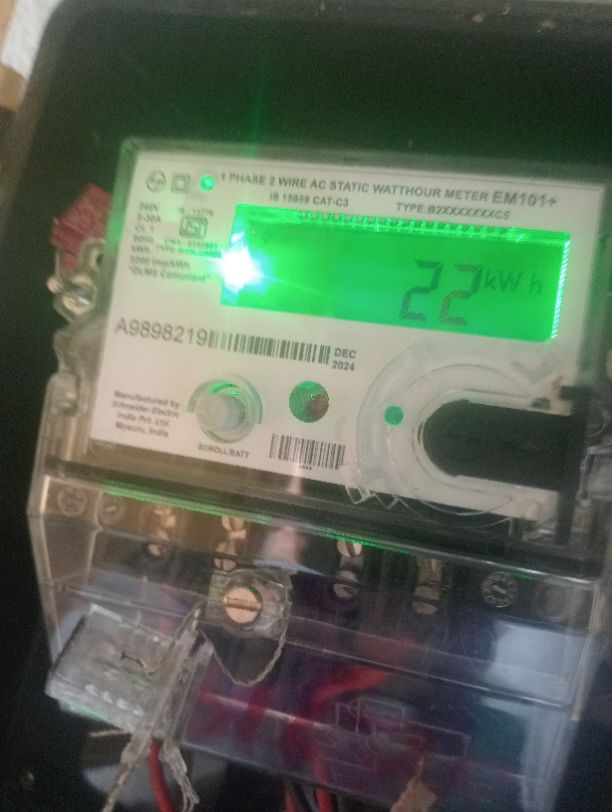 1 PHASE 2 WIRE AC STATIC WATTHOUR METER EM101+
IS 15959 CAT-C3 TYPE:B2XXXXXXXC5
240V
5-30A
CL 1
50Hz
3200 imp/kWh
"DLMS Compliant"
22 kWh
A9898219
DEC
2024
Manufactured by
Schneider Electric
India Pvt. Ltd.
Mysuru, India
SCROLL/BATT